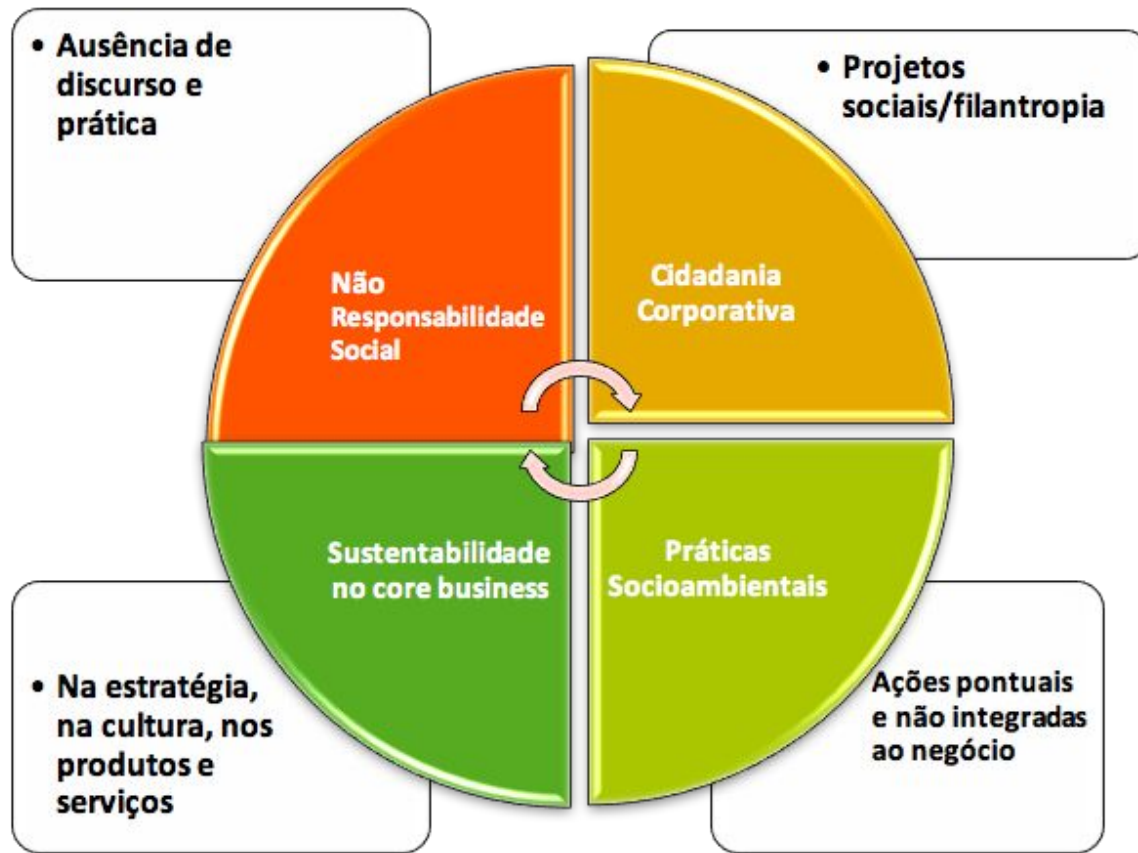 • Ausência de
discurso e
prática
• Projetos
sociais/filantropia
Não
Responsabilidade
Social
Cidadania
Corporativa
Sustentabilidade
no core business
Práticas
Socioambientais
• Na estratégia,
na cultura, nos
produtos e
serviços
Ações pontuais
e não integradas
ao negócio